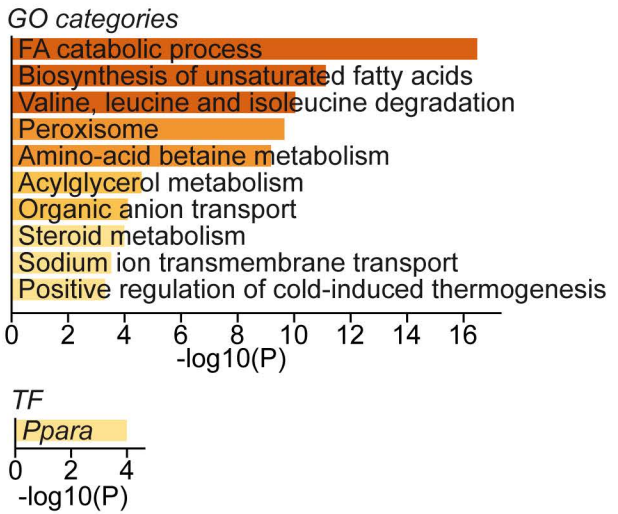 GO categories
FA catabolic process
Biosynthesis of unsaturated fatty acids
Valine, leucine and isoleucine degradation
Peroxisome
Amino-acid betaine metabolism
Acylglycerol metabolism
Organic anion transport
Steroid metabolism
Sodium ion transmembrane transport
Positive regulation of cold-induced thermogenesis
0 2 4 6 8 10 12 14 16
-log10(P)
TF
Ppara
0 2 4
-log10(P)